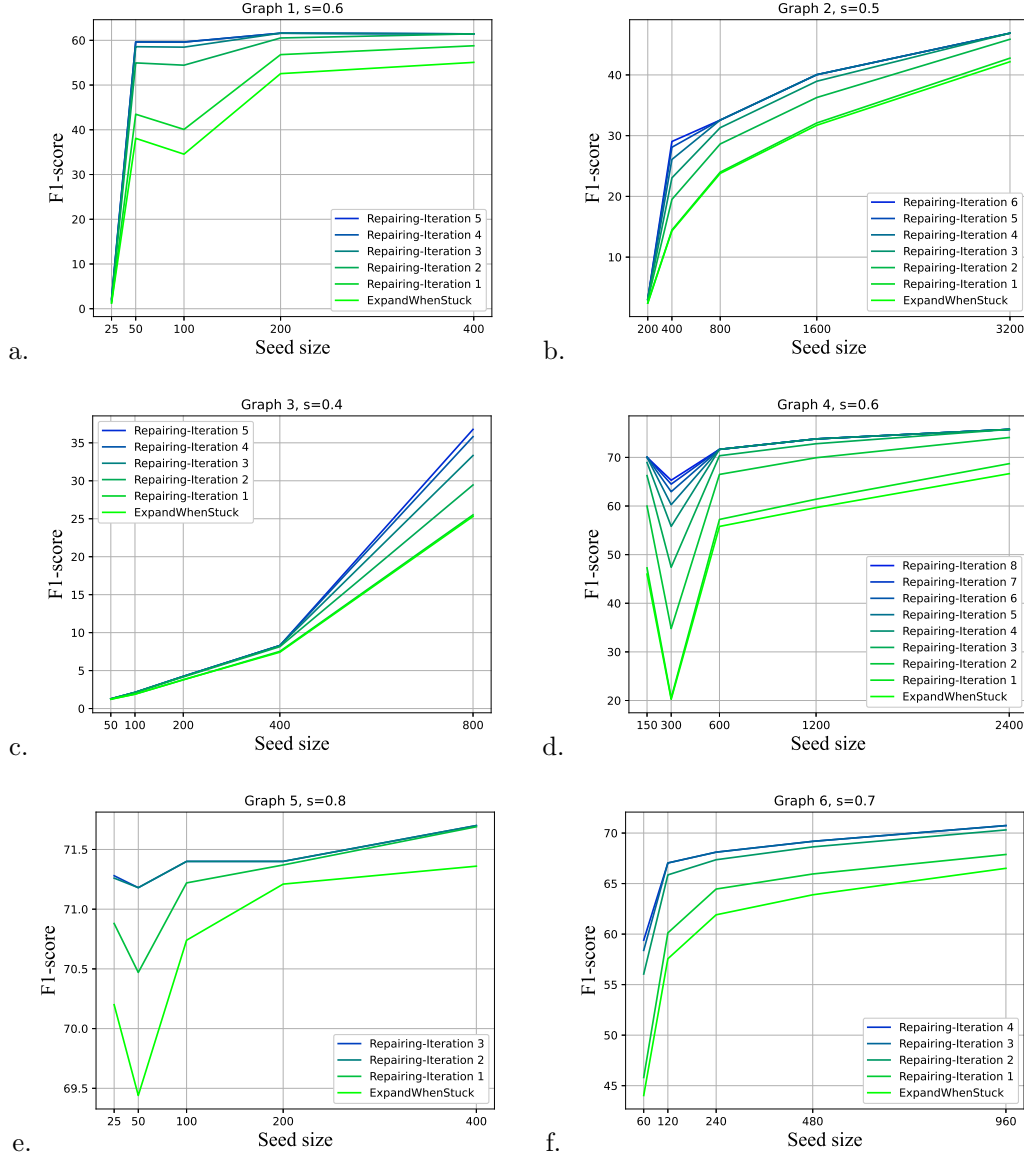 Graph 1, s=0.6
F1-score
60
50
40
30
20
10
0
Repairing-Iteration 5
Repairing-Iteration 4
Repairing-Iteration 3
Repairing-Iteration 2
Repairing-Iteration 1
ExpandWhenStuck
25 50 100 200 400
Seed size
a.
Graph 2, s=0.5
F1-score
40
30
20
10
Repairing-Iteration 6
Repairing-Iteration 5
Repairing-Iteration 4
Repairing-Iteration 3
Repairing-Iteration 2
Repairing-Iteration 1
ExpandWhenStuck
200 400 800 1600 3200
Seed size
b.
Graph 3, s=0.4
F1-score
35
30
25
20
15
10
5
0
Repairing-Iteration 5
Repairing-Iteration 4
Repairing-Iteration 3
Repairing-Iteration 2
Repairing-Iteration 1
ExpandWhenStuck
50 100 200 400 800
Seed size
c.
Graph 4, s=0.6
F1-score
70
60
50
40
30
20
Repairing-Iteration 8
Repairing-Iteration 7
Repairing-Iteration 6
Repairing-Iteration 5
Repairing-Iteration 4
Repairing-Iteration 3
Repairing-Iteration 2
Repairing-Iteration 1
ExpandWhenStuck
150 300 600 1200 2400
Seed size
d.
Graph 5, s=0.8
F1-score
71.5
71.0
70.5
70.0
69.5
Repairing-Iteration 3
Repairing-Iteration 2
Repairing-Iteration 1
ExpandWhenStuck
25 50 100 200 400
Seed size
e.
Graph 6, s=0.7
F1-score
70
65
60
55
50
45
Repairing-Iteration 4
Repairing-Iteration 3
Repairing-Iteration 2
Repairing-Iteration 1
ExpandWhenStuck
60 120 240 480 960
Seed size
f.